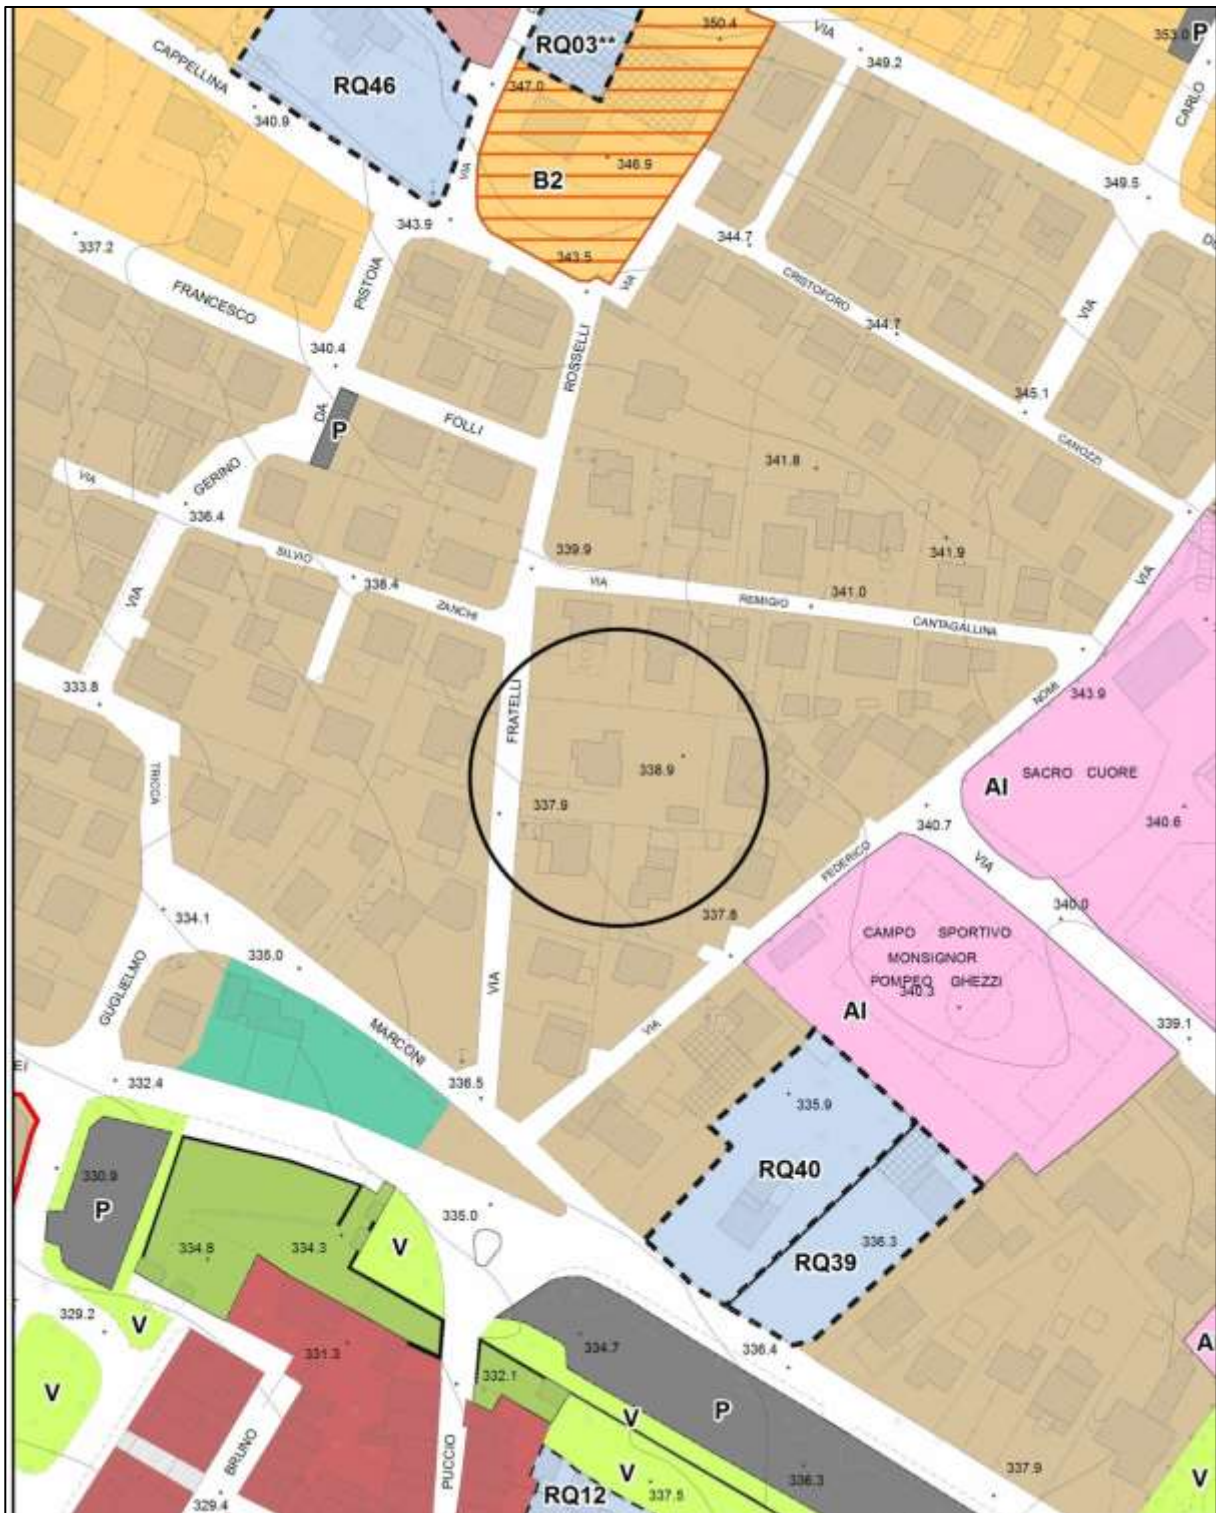 350.4
VIA
353.0 P
RQ03**
CAPPELLINA
349.2
RQ46
347.0
CARLO
340.9
VIA
346.9
B2
349.5
343.9
337.2
344.7
343.5
PISTOIA
VIA
CRISTOFORO
FRANCESCO
VIA
344.7
340.4
ROSSELLI
345.1
DA
P
FOLLI
CANOZZI
341.8
VIA
GERINO
336.4
339.9
341.9
SILVIO
VIA
VIA
336.4
VIA
341.0
ZANCHI
REMIGIO
CANTAGALLINA
333.8
NOMI
343.9
FRATELLI
338.9
SACRO CUORE
TRICCA
AI
337.9
340.6
340.7
VIA
FEDERICO
334.1
337.8
340.0
335.0
CAMPO SPORTIVO
MONSIGNOR
POMPEO GHEZZI
340.3
GUGLIELMO
VIA
AI
MARCONI
VIA
339.1
332.4
336.5
335.9
330.9
P
RQ40
334.8
334.3
335.0
V
336.3
RQ39
329.2
V
331.3
334.7
336.4
A
332.1
V
P
V
BRUNO
PUCCIO
V
336.3
337.9
V
RQ12
337.5
329.4